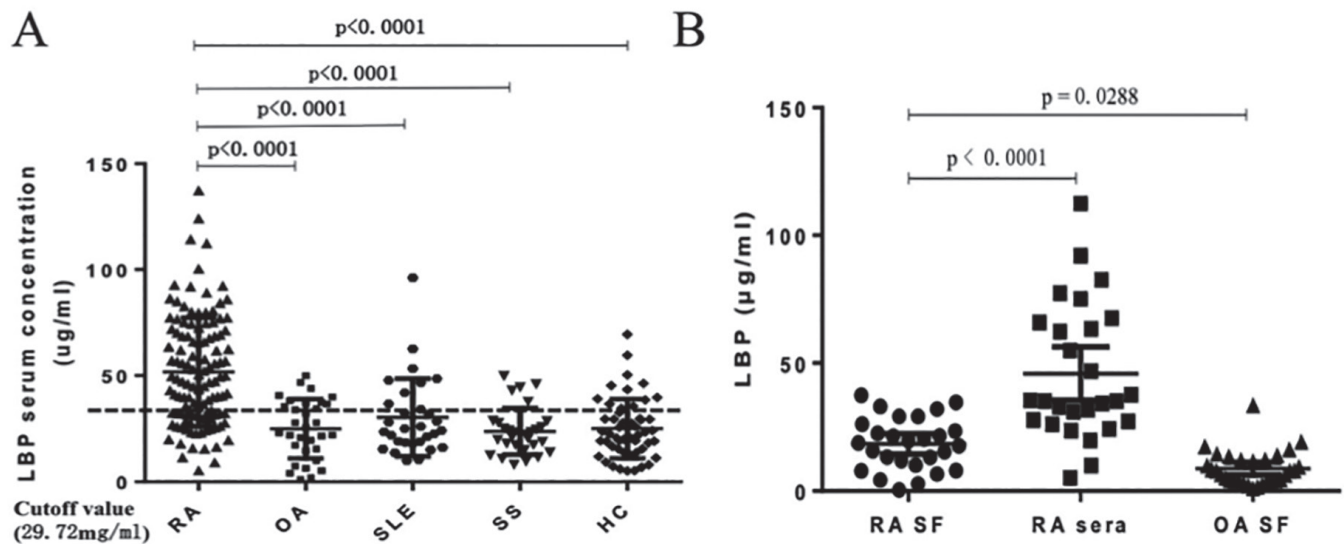 A
p<0. 0001
p<0. 0001
p<0. 0001
p<0. 0001
LBP serum concentration
(ug/ml)
150
100
50
0
Cutoff value
(29. 72mg/ml)
RA
OA
SLE
SS
HC
B
p = 0. 0288
p < 0. 0001
LBP (μg/ml)
150
100
50
0
RA SF
RA sera
OA SF